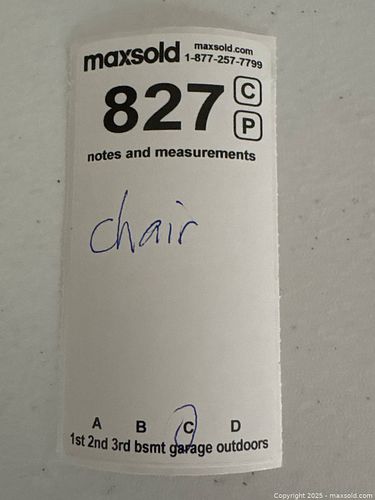 maxsold maxsold.com
1-877-257-7799
827 C
P
notes and measurements
chair
A B C D
1st 2nd 3rd bsmt garage outdoors
Copyright 2025 - maxsold.com